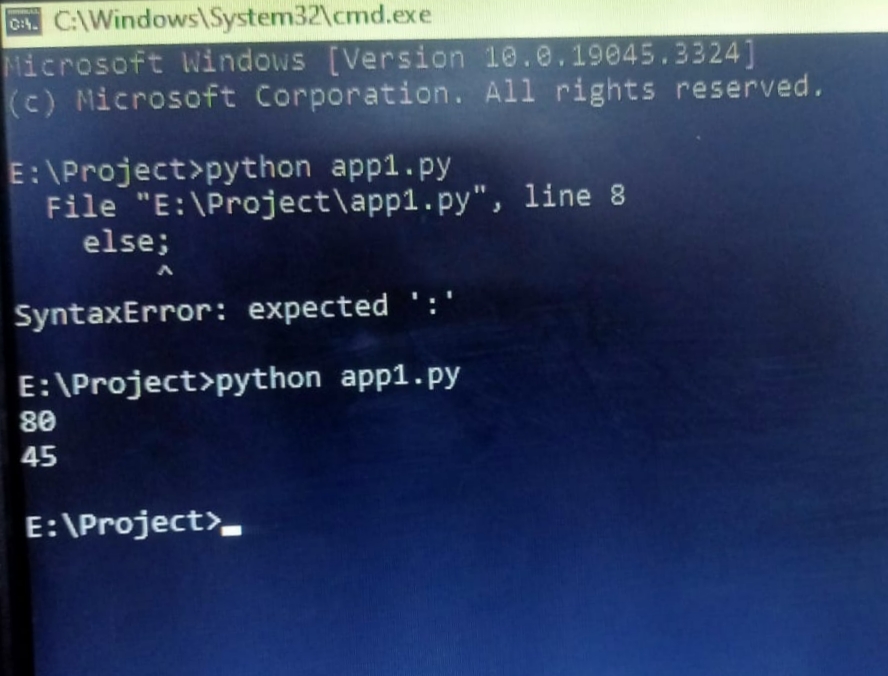 C:\Windows\System32\cmd.exe
Microsoft Windows [Version 10.0.19045.3324]
(c) Microsoft Corporation. All rights reserved.
E:\Project>python app1.py
File "E:\Project\app1.py", line 8
else;
^
SyntaxError: expected ':'
E:\Project>python app1.py
80
45
E:\Project>